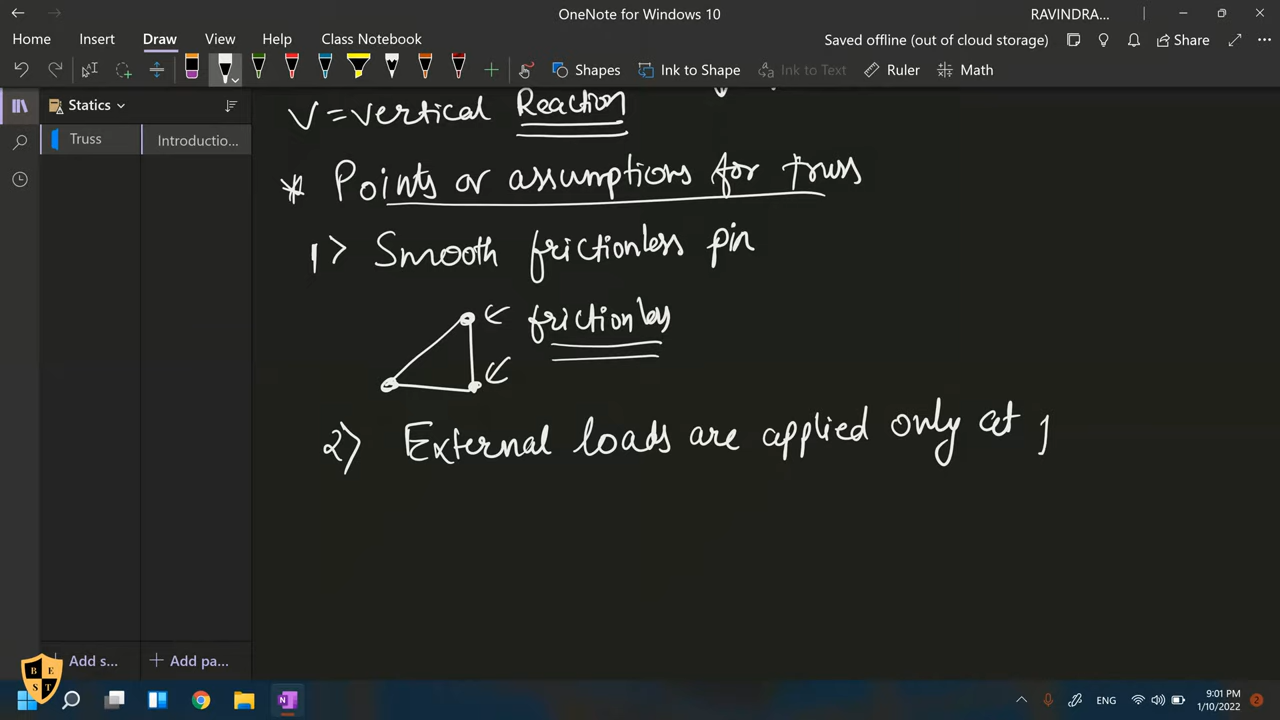 OneNote for Windows 10
RAVINDRA...
Home Insert Draw View Help Class Notebook
Saved offline (out of cloud storage) Share
Shapes Ink to Shape Ink to Text Ruler Math
Statics
Truss
Introductio...
V = vertical Reaction
* Points or assumptions for truss
1> Smooth frictionless pin
frictionless
2> External loads are applied only at j
+ Add s...
+ Add pa...
BEST
ENG
9:01 PM
1/10/2022
2